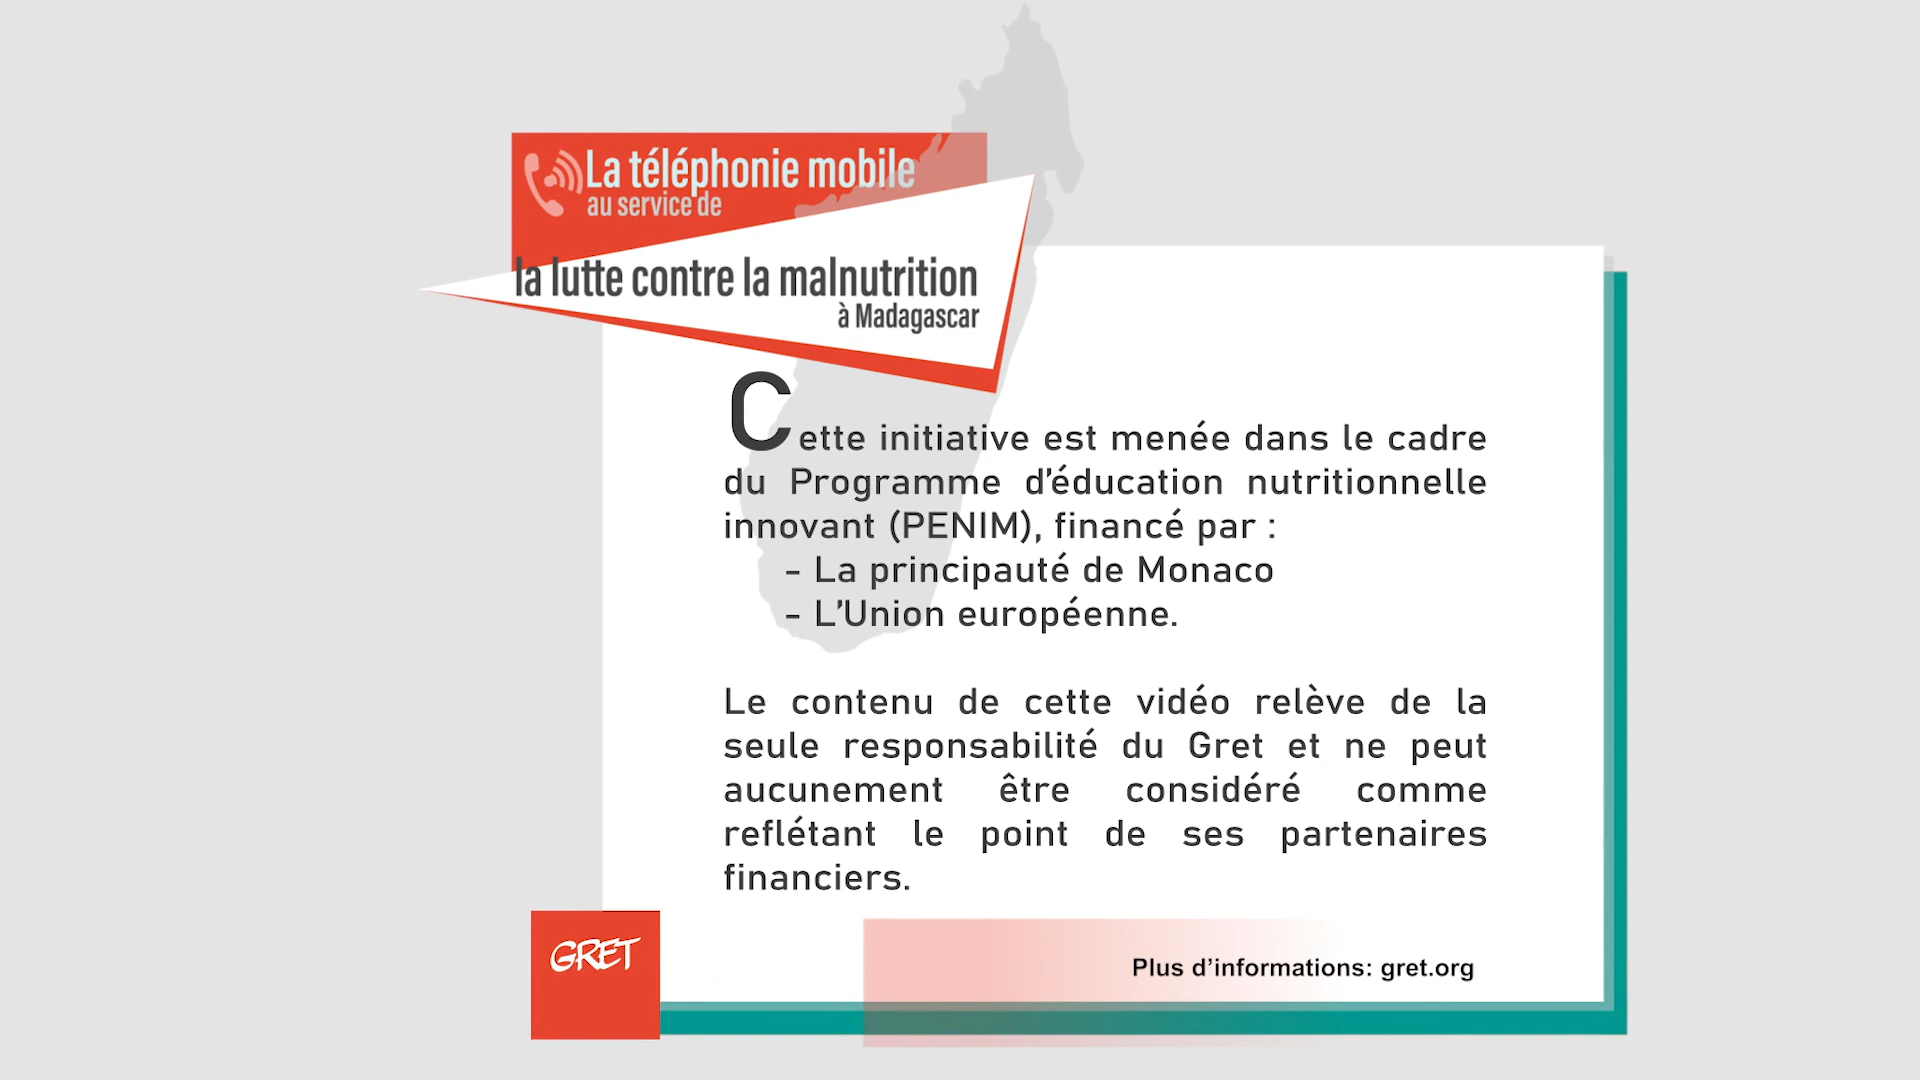 La téléphonie mobile
au service de
la lutte contre la malnutrition
à Madagascar
Cette initiative est menée dans le cadre
du Programme d’éducation nutritionnelle
innovant (PENIM), financé par :
- La principauté de Monaco
- L’Union européenne.
Le contenu de cette vidéo relève de la
seule responsabilité du Gret et ne peut
aucunement être considéré comme
reflétant le point de ses partenaires
financiers.
GRET
Plus d’informations: gret.org